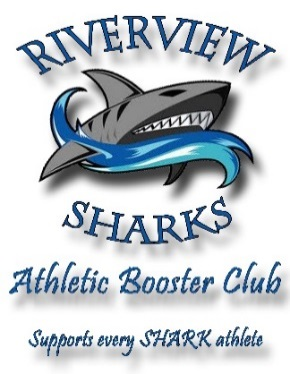 RIVERVIEW
SHARKS
Athletic Booster Club
Supports every SHARK athlete